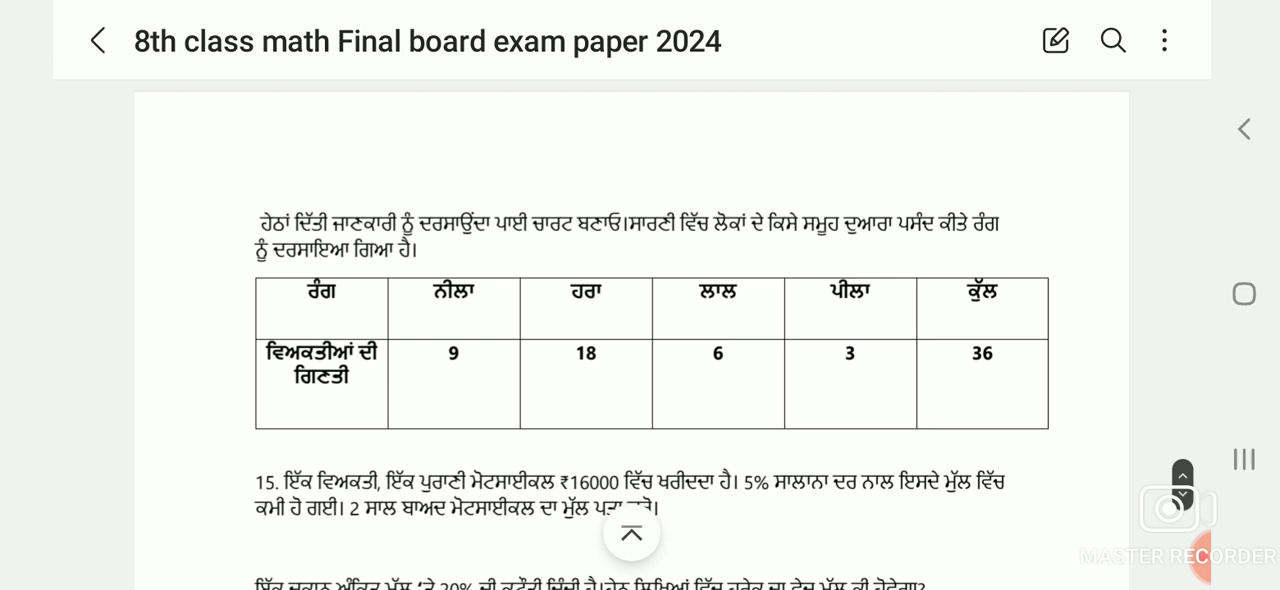 8th class math Final board exam paper 2024
ਹੇਠਾਂ ਦਿੱਤੀ ਜਾਣਕਾਰੀ ਨੂੰ ਦਰਸਾਉਂਦਾ ਪਾਈ ਚਾਰਟ ਬਣਾਓ।ਸਾਰਣੀ ਵਿੱਚ ਲੋਕਾਂ ਦੇ ਕਿਸੇ ਸਮੂਹ ਦੁਆਰਾ ਪਸੰਦ ਕੀਤੇ ਰੰਗ
ਨੂੰ ਦਰਸਾਇਆ ਗਿਆ ਹੈ।
ਰੰਗ ਨੀਲਾ ਹਰਾ ਲਾਲ ਪੀਲਾ ਕੁੱਲ
ਵਿਅਕਤੀਆਂ ਦੀ 9 18 6 3 36
ਗਿਣਤੀ
15. ਇੱਕ ਵਿਅਕਤੀ, ਇੱਕ ਪੁਰਾਣੀ ਮੋਟਸਾਈਕਲ ₹16000 ਵਿੱਚ ਖਰੀਦਦਾ ਹੈ। 5% ਸਾਲਾਨਾ ਦਰ ਨਾਲ ਇਸਦੇ ਮੁੱਲ ਵਿੱਚ
ਕਮੀ ਹੋ ਗਈ। 2 ਸਾਲ ਬਾਅਦ ਮੋਟਸਾਈਕਲ ਦਾ ਮੁੱਲ
MASTER RECORDER